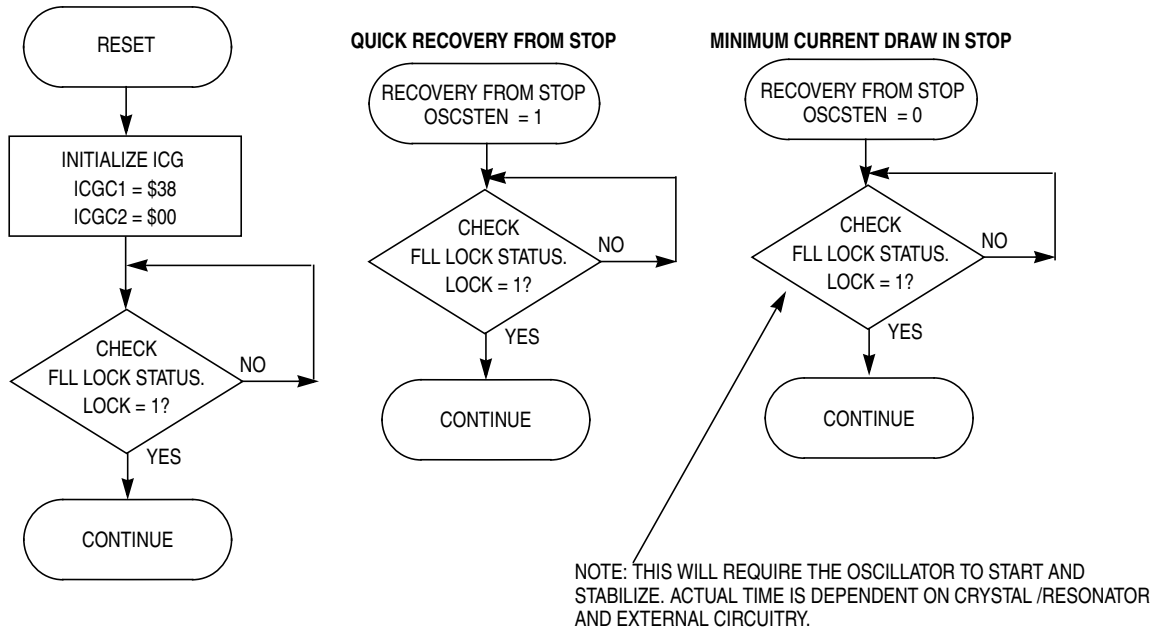 RESET
INITIALIZE ICG
ICGC1 = $38
ICGC2 = $00
CHECK
FLL LOCK STATUS.
LOCK = 1?
NO
YES
CONTINUE
QUICK RECOVERY FROM STOP
RECOVERY FROM STOP
OSCSTEN = 1
CHECK
FLL LOCK STATUS.
LOCK = 1?
NO
YES
CONTINUE
MINIMUM CURRENT DRAW IN STOP
RECOVERY FROM STOP
OSCSTEN = 0
CHECK
FLL LOCK STATUS.
LOCK = 1?
NO
YES
CONTINUE
NOTE: THIS WILL REQUIRE THE OSCILLATOR TO START AND
STABILIZE. ACTUAL TIME IS DEPENDENT ON CRYSTAL /RESONATOR
AND EXTERNAL CIRCUITRY.